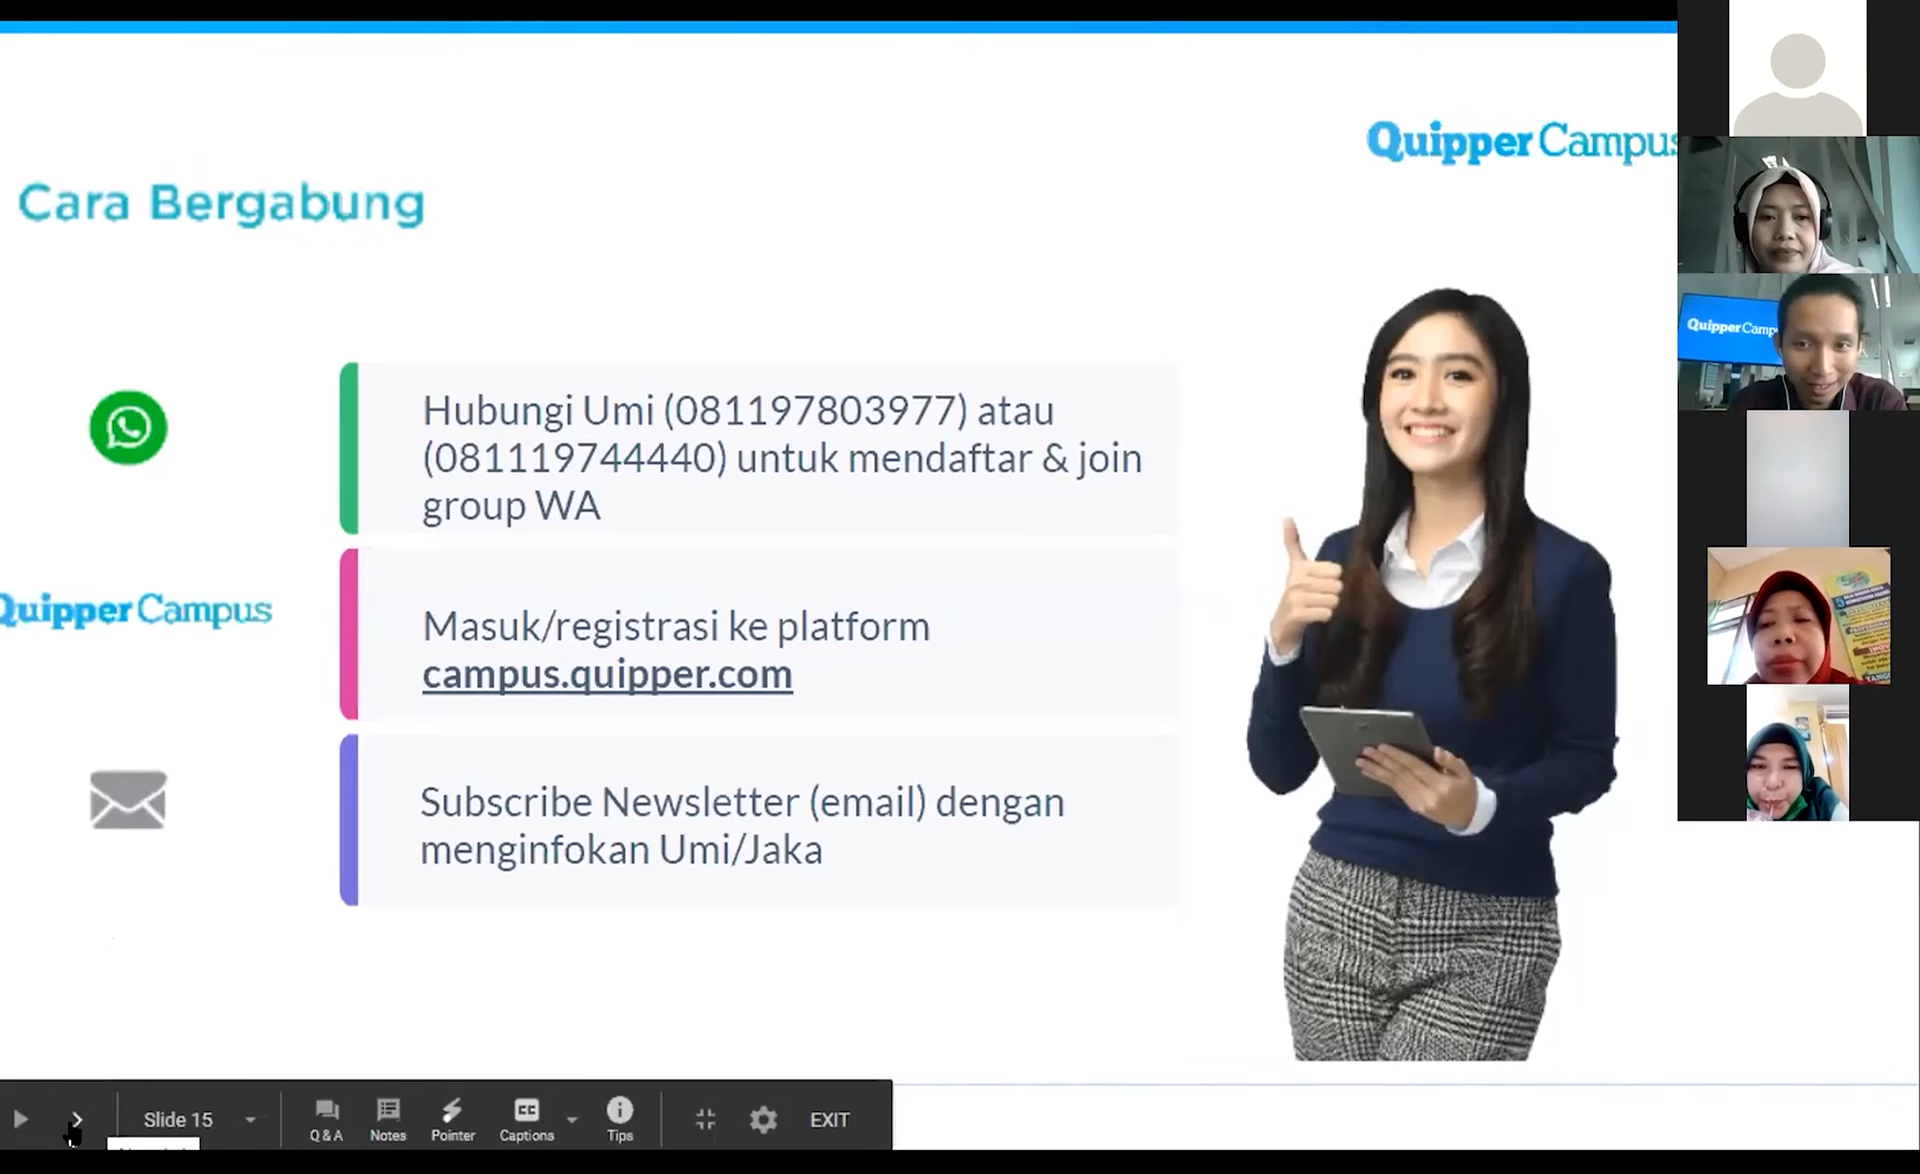 Quipper Campus
Cara Bergabung
Hubungi Umi (081197803977) atau
(081119744440) untuk mendaftar & join
group WA
Quipper Campus
Masuk/registrasi ke platform
campus.quipper.com
Subscribe Newsletter (email) dengan
menginfokan Umi/Jaka
Quipper Camp
Slide 15
Q & A
Notes
Pointer
CC
Captions
Tips
EXIT